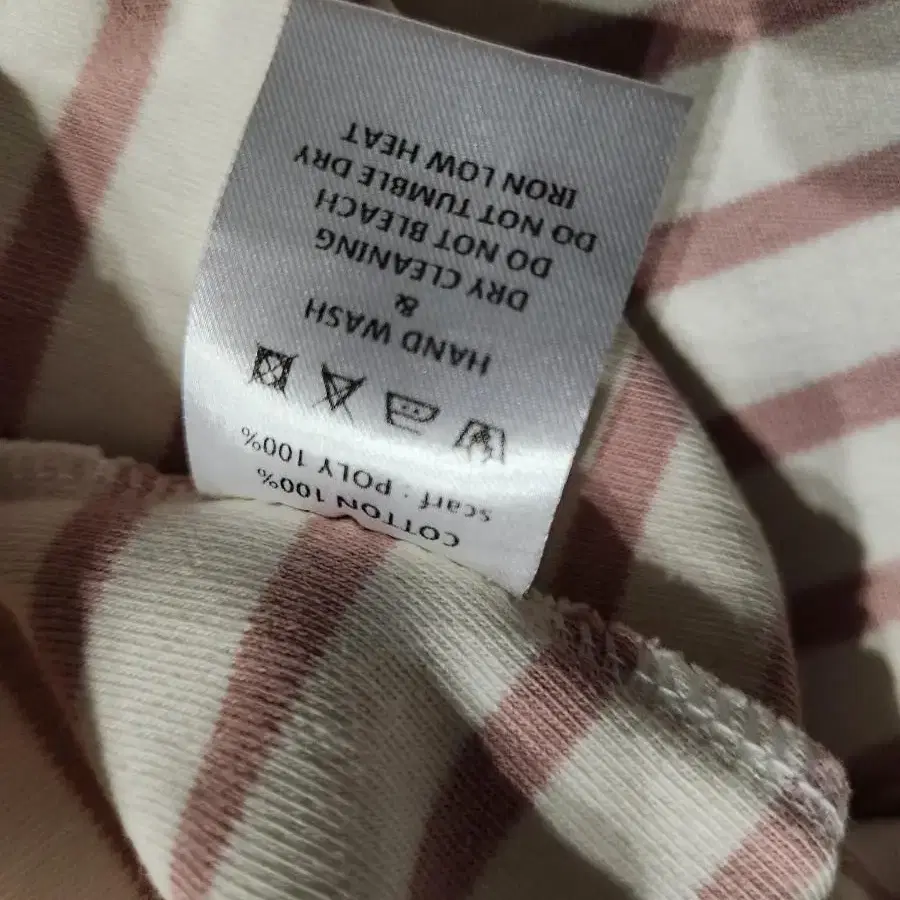 COTTON 100%
scarf : POLY 100%
HAND WASH
&
DRY CLEANING
DO NOT BLEACH
DO NOT TUMBLE DRY
IRON LOW HEAT